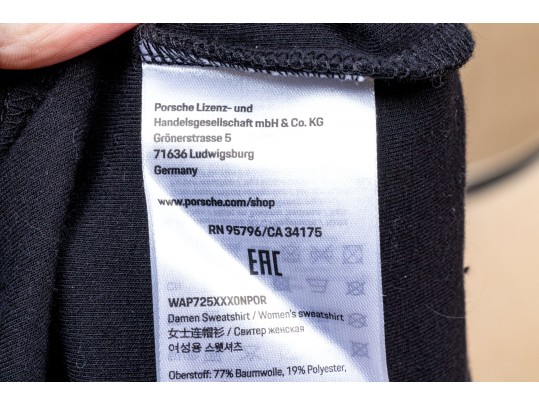 Porsche Lizenz- und
Handelsgesellschaft mbH & Co. KG
Grönerstrasse 5
71636 Ludwigsburg
Germany
www.porsche.com/shop
RN 95796/CA 34175
EAC
WAP725XXX0NPOR
Damen Sweatshirt / Women's sweatshirt
女士连帽衫 / Свитер женская
여성용 스웻셔츠
Oberstoff: 77% Baumwolle, 19% Polyester,